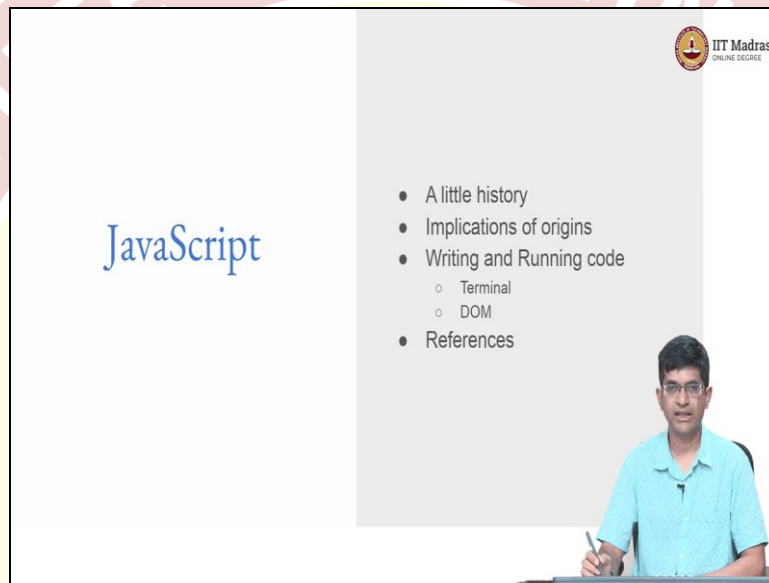 IIT Madras
ONLINE DEGREE
JavaScript
● A little history
● Implications of origins
● Writing and Running code
○ Terminal
○ DOM
● References